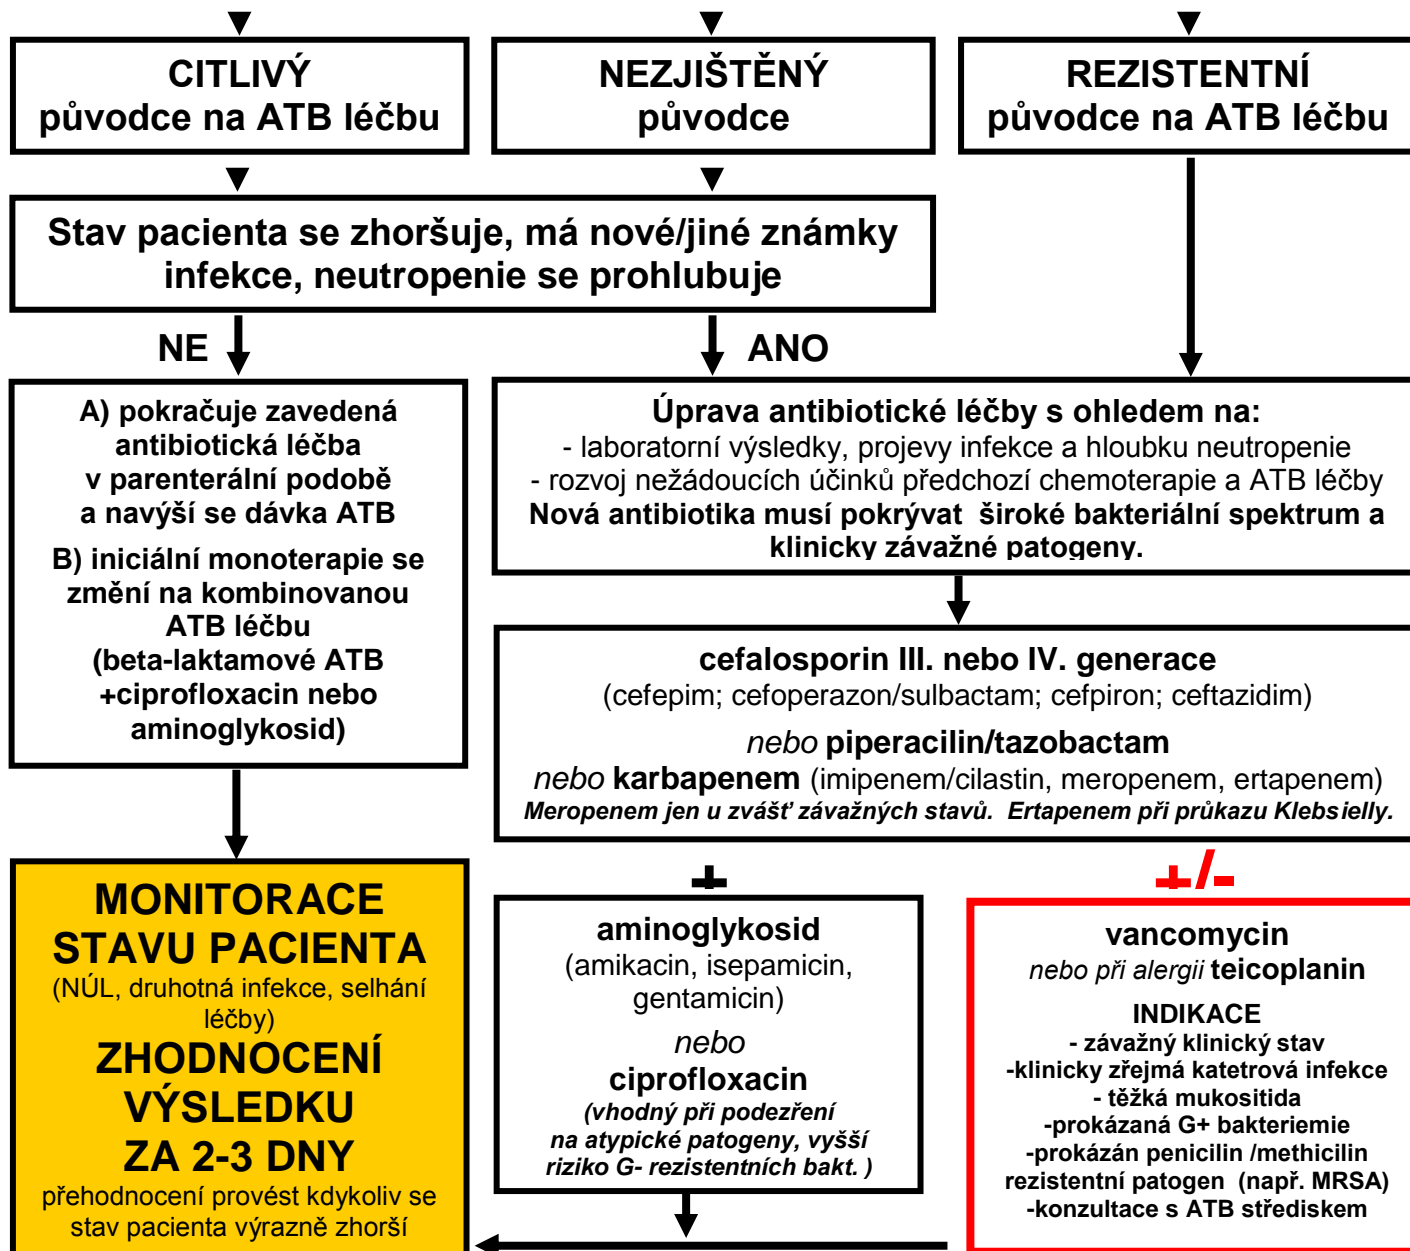 CITLIVÝ
původce na ATB léčbu
NEZJIŠTĚNÝ
původce
REZISTENTNÍ
původce na ATB léčbu
Stav pacienta se zhoršuje, má nové/jiné známky
infekce, neutropenie se prohlubuje
NE
ANO
A) pokračuje zavedená
antibiotická léčba
v parenterální podobě
a navýší se dávka ATB
B) iniciální monoterapie se
změní na kombinovanou
ATB léčbu
(beta-laktamové ATB
+ciprofloxacin nebo
aminoglykosid)
Úprava antibiotické léčby s ohledem na:
- laboratorní výsledky, projevy infekce a hloubku neutropenie
- rozvoj nežádoucích účinků předchozí chemoterapie a ATB léčby
Nová antibiotika musí pokrývat široké bakteriální spektrum a
klinicky závažné patogeny.
cefalosporin III. nebo IV. generace
(cefepim; cefoperazon/sulbactam; cefpiron; ceftazidim)
nebo piperacilin/tazobactam
nebo karbapenem (imipenem/cilastin, meropenem, ertapenem)
Meropenem jen u zvášť závažných stavů. Ertapenem při průkazu Klebsielly.
MONITORACE
STAVU PACIENTA
(NÚL, druhotná infekce, selhání
léčby)
ZHODNOCENÍ
VÝSLEDKU
ZA 2-3 DNY
přehodnocení provést kdykoliv se
stav pacienta výrazně zhorší
+
aminoglykosid
(amikacin, isepamicin,
gentamicin)
nebo
ciprofloxacin
(vhodný při podezření
na atypické patogeny, vyšší
riziko G- rezistentních bakt. )
+/-
vancomycin
nebo při alergii teicoplanin
INDIKACE
- závažný klinický stav
-klinicky zřejmá katetrová infekce
- těžká mukositida
-prokázaná G+ bakteriemie
-prokázán penicilin /methicilin
rezistentní patogen (např. MRSA)
-konzultace s ATB střediskem